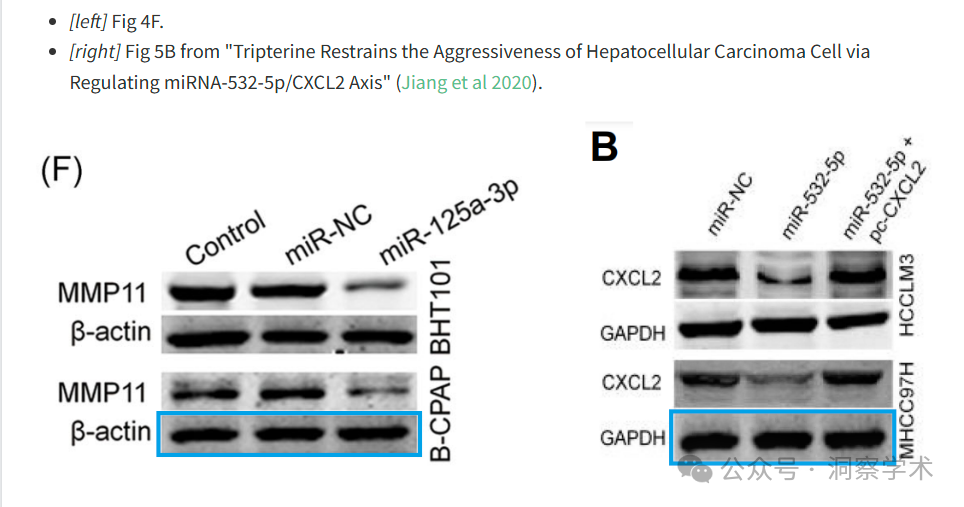 [left] Fig 4F.
[right] Fig 5B from "Tripterine Restrains the Aggressiveness of Hepatocellular Carcinoma Cell via
Regulating miRNA-532-5p/CXCL2 Axis" (Jiang et al 2020).
(F)
Control
miR-NC
miR-125a-3p
MMP11
β-actin
BHT101
MMP11
β-actin
B-CPAP
B
miR-NC
miR-532-5p
miR-532-5p +
pc-CXCL2
CXCL2
GAPDH
HCCLM3
CXCL2
GAPDH
MHCC97H
公众号 · 洞察学术